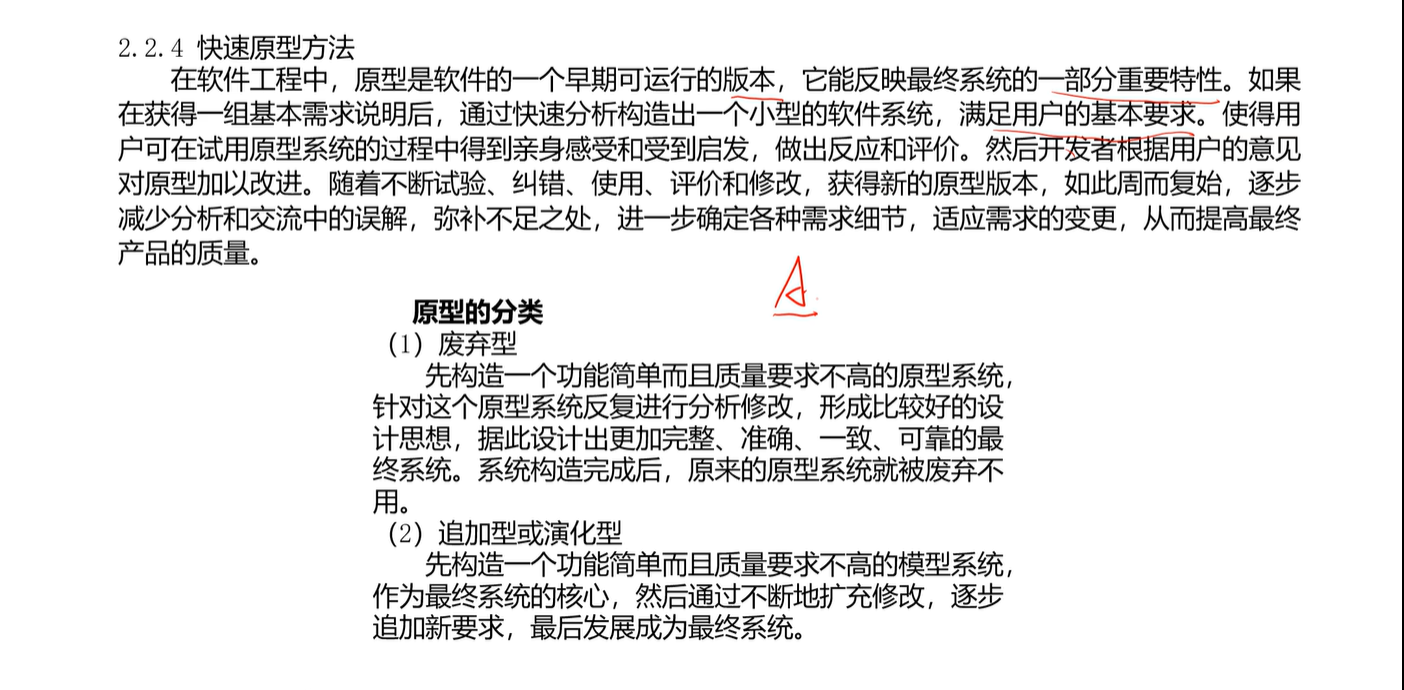 2.2.4 快速原型方法
在软件工程中，原型是软件的一个早期可运行的版本，它能反映最终系统的一部分重要特性。如果
在获得一组基本需求说明后，通过快速分析构造出一个小型的软件系统，满足用户的基本要求。使得用
户可在试用原型系统的过程中得到亲身感受和受到启发，做出反应和评价。然后开发者根据用户的意见
对原型加以改进。随着不断试验、纠错、使用、评价和修改，获得新的原型版本，如此周而复始，逐步
减少分析和交流中的误解，弥补不足之处，进一步确定各种需求细节，适应需求的变更，从而提高最终
产品的质量。
原型的分类
（1）废弃型
先构造一个功能简单而且质量要求不高的原型系统，
针对这个原型系统反复进行分析修改，形成比较好的设
计思想，据此设计出更加完整、准确、一致、可靠的最
终系统。系统构造完成后，原来的原型系统就被废弃不
用。
（2）追加型或演化型
先构造一个功能简单而且质量要求不高的模型系统，
作为最终系统的核心，然后通过不断地扩充修改，逐步
追加新要求，最后发展成为最终系统。